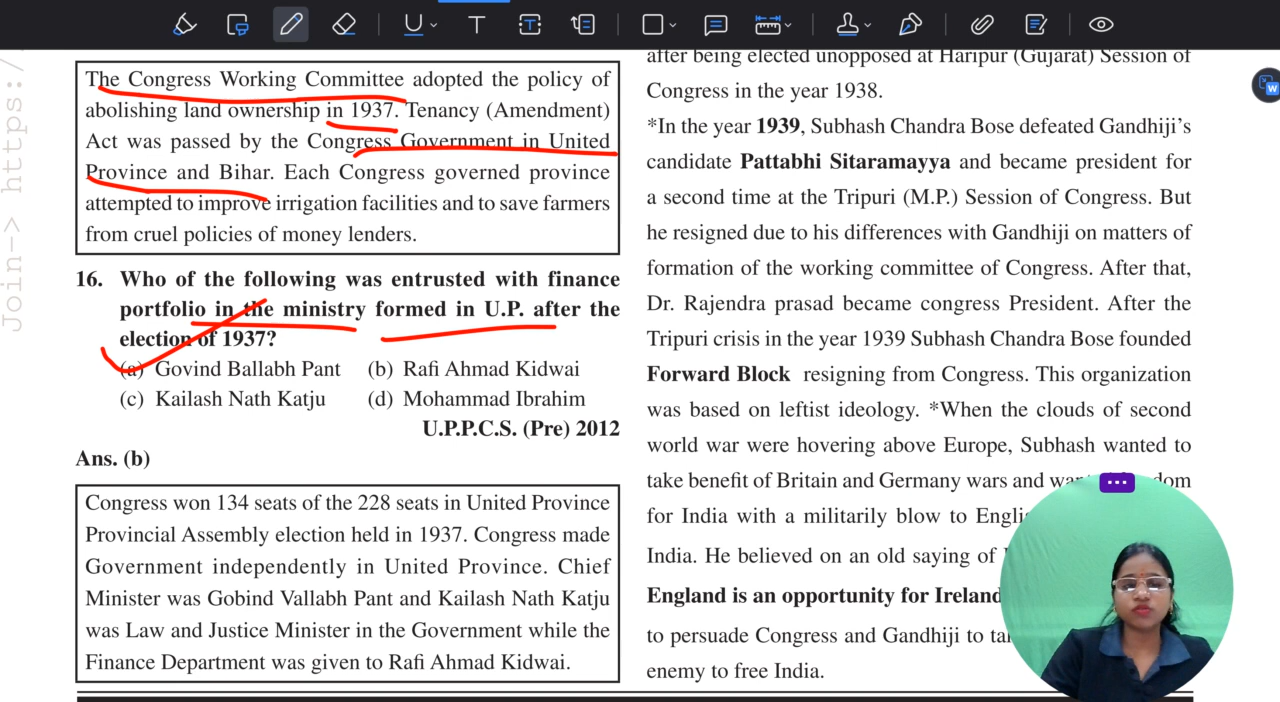 Join-> https:/
The Congress Working Committee adopted the policy of
abolishing land ownership in 1937. Tenancy (Amendment)
Act was passed by the Congress Government in United
Province and Bihar. Each Congress governed province
attempted to improve irrigation facilities and to save farmers
from cruel policies of money lenders.
16. Who of the following was entrusted with finance
portfolio in the ministry formed in U.P. after the
election of 1937?
(a) Govind Ballabh Pant (b) Rafi Ahmad Kidwai
(c) Kailash Nath Katju (d) Mohammad Ibrahim
U.P.P.C.S. (Pre) 2012
Ans. (b)
Congress won 134 seats of the 228 seats in United Province
Provincial Assembly election held in 1937. Congress made
Government independently in United Province. Chief
Minister was Gobind Vallabh Pant and Kailash Nath Katju
was Law and Justice Minister in the Government while the
Finance Department was given to Rafi Ahmad Kidwai.
after being elected unopposed at Haripur (Gujarat) Session of
Congress in the year 1938.
*In the year 1939, Subhash Chandra Bose defeated Gandhiji's
candidate Pattabhi Sitaramayya and became president for
a second time at the Tripuri (M.P.) Session of Congress. But
he resigned due to his differences with Gandhiji on matters of
formation of the working committee of Congress. After that,
Dr. Rajendra prasad became congress President. After the
Tripuri crisis in the year 1939 Subhash Chandra Bose founded
Forward Block resigning from Congress. This organization
was based on leftist ideology. *When the clouds of second
world war were hovering above Europe, Subhash wanted to
take benefit of Britain and Germany wars and
for India with a militarily blow to
India. He believed on an old saying of
England is an opportunity for Ireland
to persuade Congress and Gandhiji to
enemy to free India.